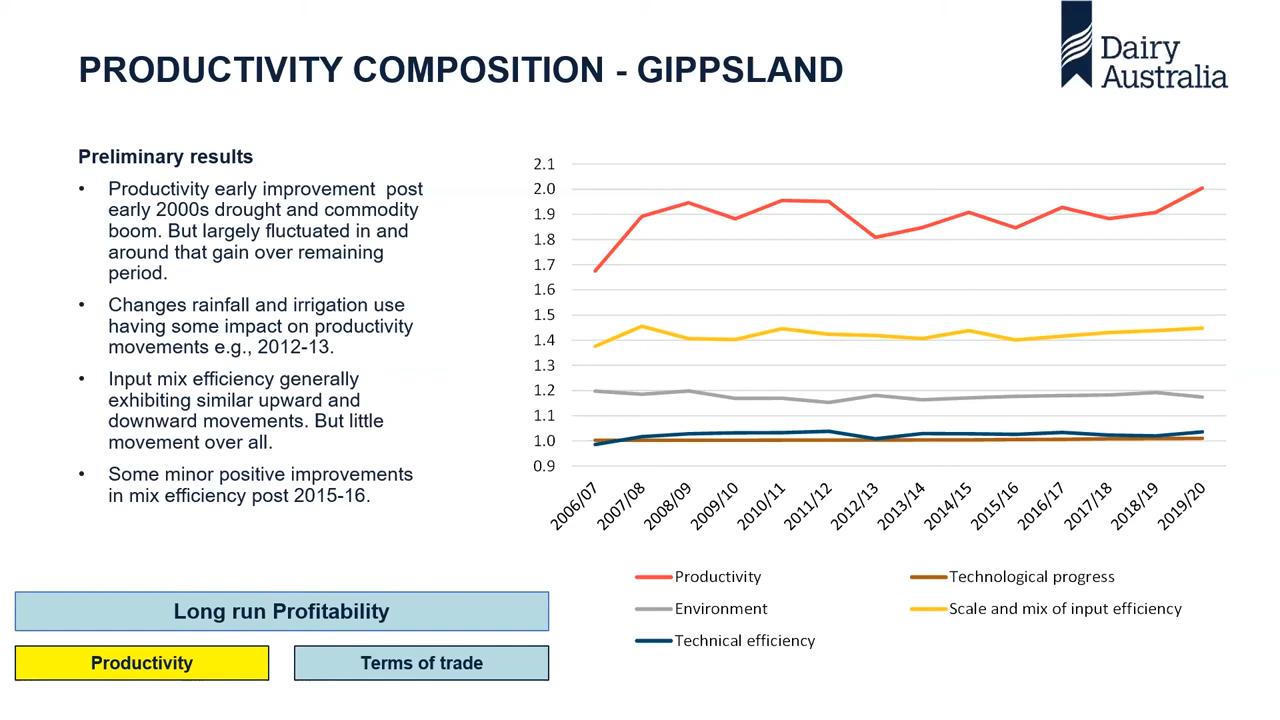 PRODUCTIVITY COMPOSITION - GIPPSLAND
Dairy
Australia
Preliminary results
• Productivity early improvement  post
early 2000s drought and commodity
boom. But largely fluctuated in and
around that gain over remaining
period.
• Changes rainfall and irrigation use
having some impact on productivity
movements e.g., 2012-13.
• Input mix efficiency generally
exhibiting similar upward and
downward movements. But little
movement over all.
• Some minor positive improvements
in mix efficiency post 2015-16.
2.1
2.0
1.9
1.8
1.7
1.6
1.5
1.4
1.3
1.2
1.1
1.0
0.9
2006/07
2007/08
2008/09
2009/10
2010/11
2011/12
2012/13
2013/14
2014/15
2015/16
2016/17
2017/18
2018/19
2019/20
Productivity
Technological progress
Environment
Scale and mix of input efficiency
Technical efficiency
Long run Profitability
Productivity
Terms of trade